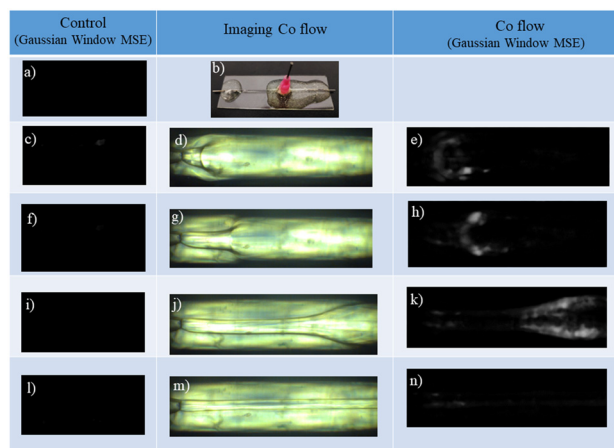 Control
(Gaussian Window MSE)
Imaging Co flow
Co flow
(Gaussian Window MSE)
a)
b)
c)
d)
e)
f)
g)
h)
i)
j)
k)
l)
m)
n)